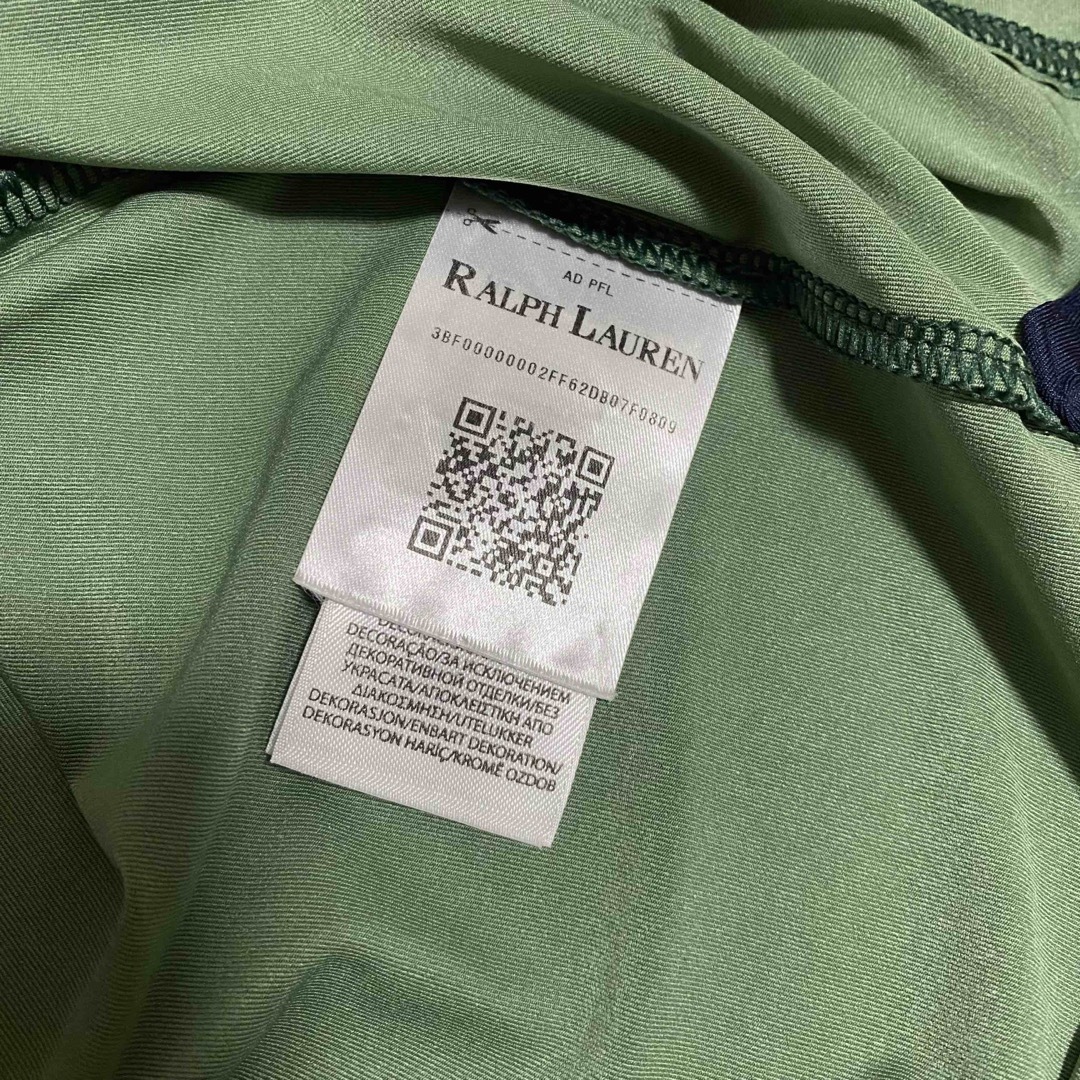 AD PFL
RALPH LAUREN
3BF00000002FF62DB07F0809
DECORAÇÃO/ЗА ИСКЛЮЧЕНИЕМ
ДЕКОРАТИВНОЙ ОТДЕЛКИ/БЕЗ
УКРАСАТА/ΑΠΟΚΛΕΙΣΤΙΚΗ ΑΠΟ
ΔΙΑΚΟΣΜΗΣΗ/UTELUKKER
DEKORASJON/ENBART DEKORATION/
DEKORASYON HARİÇ/KROMĚ OZDOB